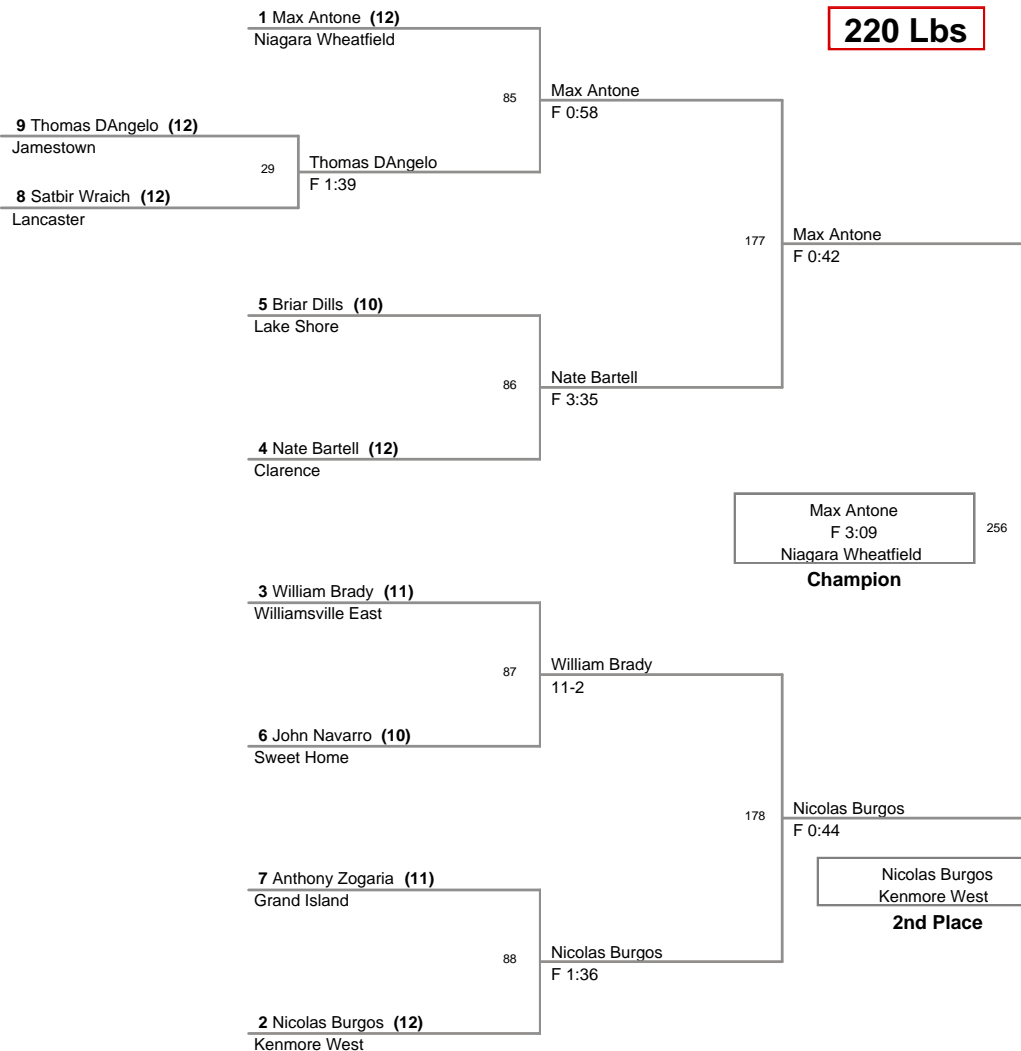 1 Max Antone (12)
Niagara Wheatfield
220 Lbs
85
Max Antone
F 0:58
9 Thomas DAngelo (12)
Jamestown
29
Thomas DAngelo
F 1:39
8 Satbir Wraich (12)
Lancaster
177
Max Antone
F 0:42
5 Briar Dills (10)
Lake Shore
86
Nate Bartell
F 3:35
4 Nate Bartell (12)
Clarence
Max Antone
F 3:09
Niagara Wheatfield
256
Champion
3 William Brady (11)
Williamsville East
87
William Brady
11-2
6 John Navarro (10)
Sweet Home
178
Nicolas Burgos
F 0:44
7 Anthony Zogaria (11)
Grand Island
Nicolas Burgos
Kenmore West
2nd Place
88
Nicolas Burgos
F 1:36
2 Nicolas Burgos (12)
Kenmore West